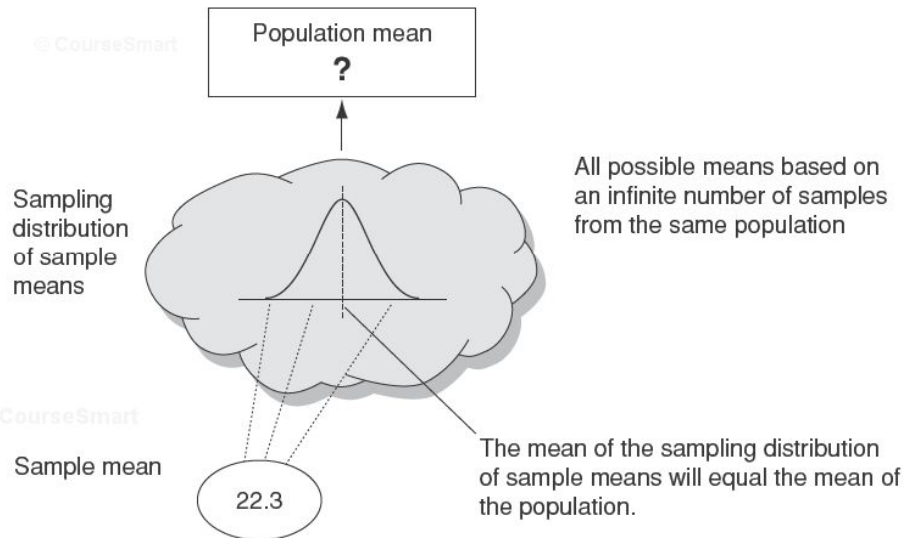 © CourseSmart
Population mean
?
Sampling
distribution
of sample
means
All possible means based on
an infinite number of samples
from the same population
CourseSmart
Sample mean
22.3
The mean of the sampling distribution
of sample means will equal the mean of
the population.